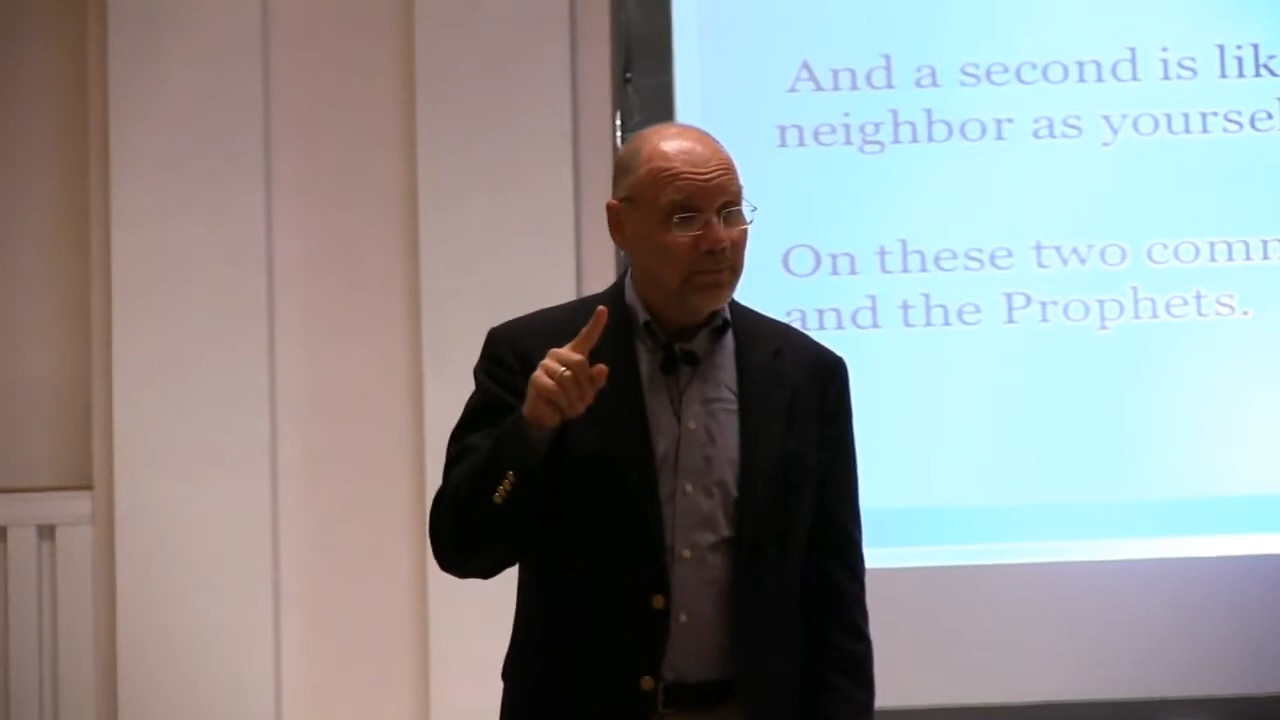 And a second is lik
neighbor as yoursel
On these two comm
and the Prophets.